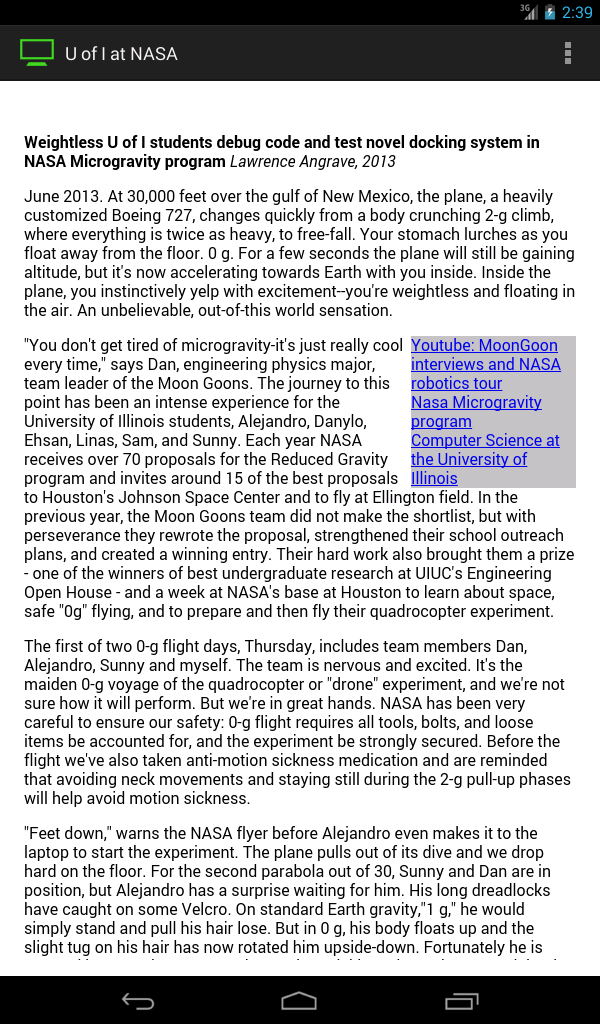 3G 2:39
U of I at NASA
Weightless U of I students debug code and test novel docking system in
NASA Microgravity program Lawrence Angrave, 2013
June 2013. At 30,000 feet over the gulf of New Mexico, the plane, a heavily
customized Boeing 727, changes quickly from a body crunching 2-g climb,
where everything is twice as heavy, to free-fall. Your stomach lurches as you
float away from the floor. 0 g. For a few seconds the plane will still be gaining
altitude, but it's now accelerating towards Earth with you inside. Inside the
plane, you instinctively yelp with excitement--you're weightless and floating in
the air. An unbelievable, out-of-this world sensation.
"You don't get tired of microgravity-it's just really cool
every time," says Dan, engineering physics major,
team leader of the Moon Goons. The journey to this
point has been an intense experience for the
University of Illinois students, Alejandro, Danylo,
Ehsan, Linas, Sam, and Sunny. Each year NASA
receives over 70 proposals for the Reduced Gravity
program and invites around 15 of the best proposals
to Houston's Johnson Space Center and to fly at Ellington field. In the
previous year, the Moon Goons team did not make the shortlist, but with
perseverance they rewrote the proposal, strengthened their school outreach
plans, and created a winning entry. Their hard work also brought them a prize
- one of the winners of best undergraduate research at UIUC's Engineering
Open House - and a week at NASA's base at Houston to learn about space,
safe "0g" flying, and to prepare and then fly their quadrocopter experiment.
Youtube: MoonGoon
interviews and NASA
robotics tour
Nasa Microgravity
program
Computer Science at
the University of
Illinois
The first of two 0-g flight days, Thursday, includes team members Dan,
Alejandro, Sunny and myself. The team is nervous and excited. It's the
maiden 0-g voyage of the quadrocopter or "drone" experiment, and we're not
sure how it will perform. But we're in great hands. NASA has been very
careful to ensure our safety: 0-g flight requires all tools, bolts, and loose
items be accounted for, and the experiment be strongly secured. Before the
flight we've also taken anti-motion sickness medication and are reminded
that avoiding neck movements and staying still during the 2-g pull-up phases
will help avoid motion sickness.
"Feet down," warns the NASA flyer before Alejandro even makes it to the
laptop to start the experiment. The plane pulls out of its dive and we drop
hard on the floor. For the second parabola out of 30, Sunny and Dan are in
position, but Alejandro has a surprise waiting for him. His long dreadlocks
have caught on some Velcro. On standard Earth gravity,"1 g," he would
simply stand and pull his hair lose. But in 0 g, his body floats up and the
slight tug on his hair has now rotated him upside-down. Fortunately he is